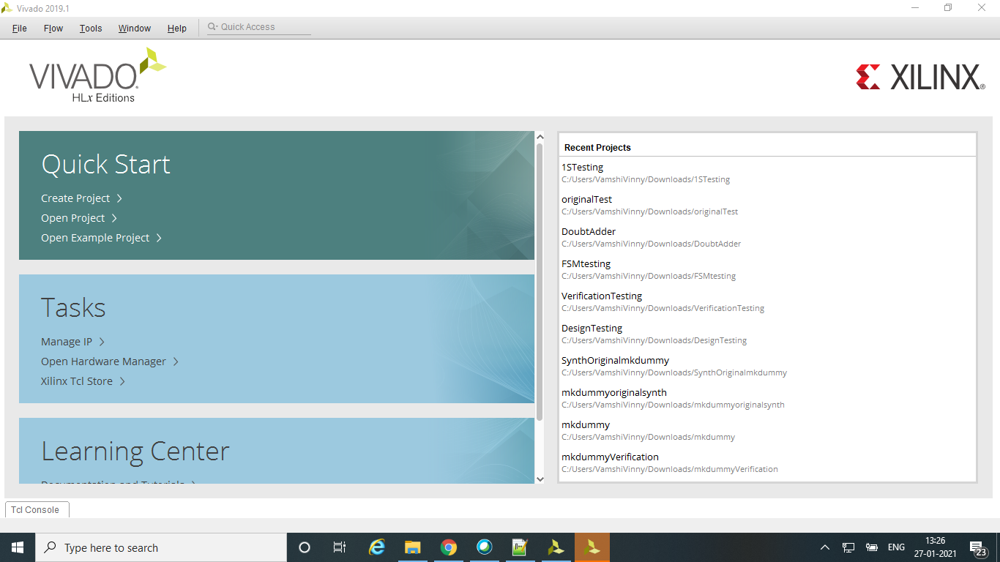 Vivado 2019.1
File Flow Tools Window Help Quick Access
VIVADO®
HLx Editions
XILINX®
Quick Start
Create Project
Open Project
Open Example Project
Tasks
Manage IP
Open Hardware Manager
Xilinx Tcl Store
Learning Center
Documentation and Tutorials
Recent Projects
1STesting
C:/Users/VamshiVinny/Downloads/1STesting
originalTest
C:/Users/VamshiVinny/Downloads/originalTest
DoubtAdder
C:/Users/VamshiVinny/Downloads/DoubtAdder
FSMtesting
C:/Users/VamshiVinny/Downloads/FSMtesting
VerificationTesting
C:/Users/VamshiVinny/Downloads/VerificationTesting
DesignTesting
C:/Users/VamshiVinny/Downloads/DesignTesting
SynthOriginalmkdummy
C:/Users/VamshiVinny/Downloads/SynthOriginalmkdummy
mkdummyoriginalsynth
C:/Users/VamshiVinny/Downloads/mkdummyoriginalsynth
mkdummy
C:/Users/VamshiVinny/Downloads/mkdummy
mkdummyVerification
C:/Users/VamshiVinny/Downloads/mkdummyVerification
Tcl Console
Type here to search
ENG
13:26
27-01-2021
23